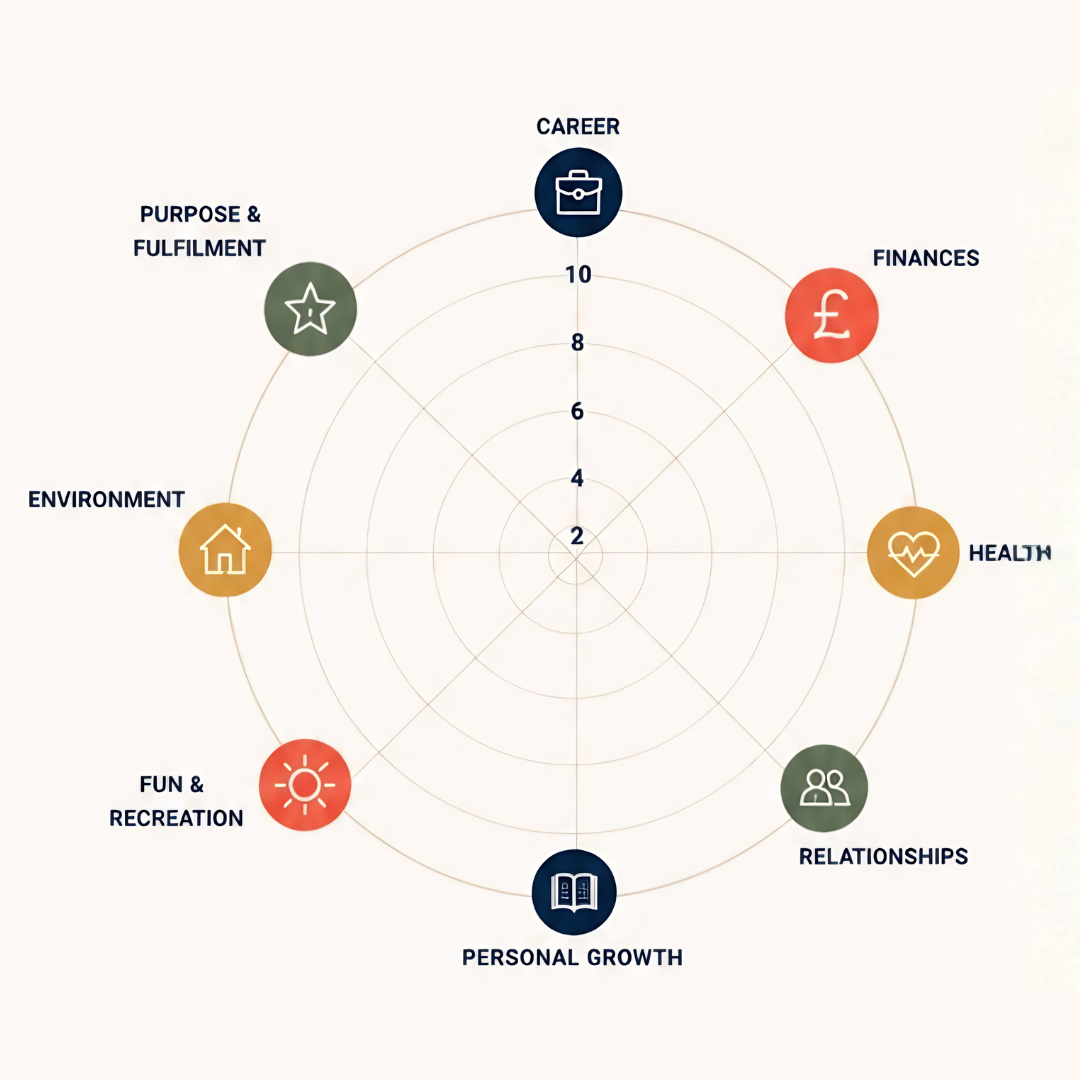 CAREER
PURPOSE &
FULFILMENT
FINANCES
£
10
8
6
4
2
ENVIRONMENT
HEALTH
FUN &
RECREATION
RELATIONSHIPS
PERSONAL GROWTH